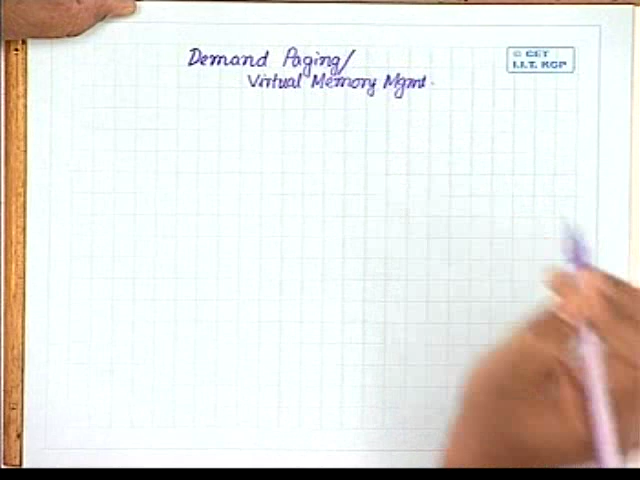 Demand Paging/
Virtual Memory Mgmt.
© CET
I.I.T. KGP